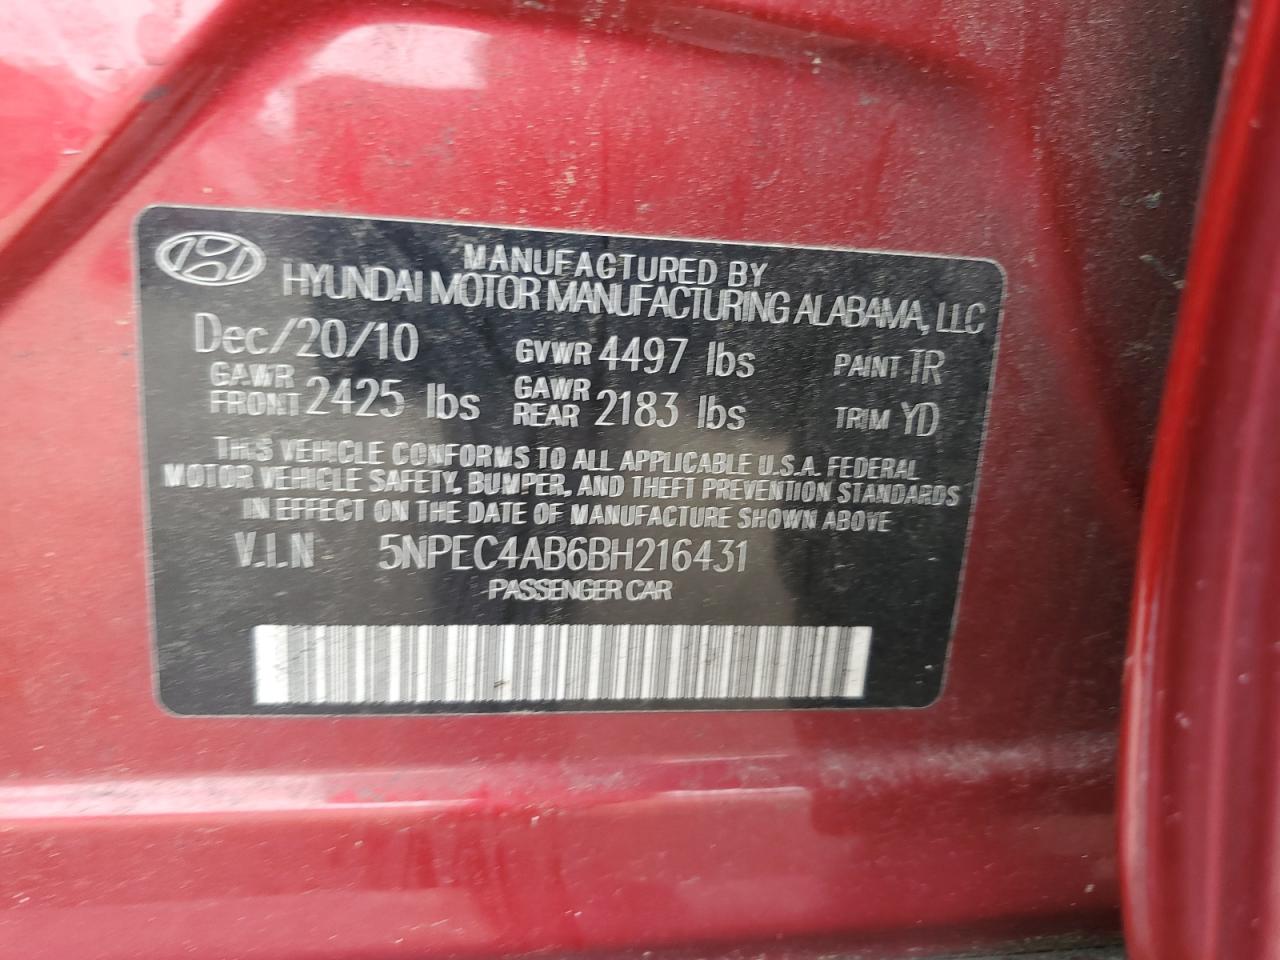 MANUFACTURED BY
HYUNDAI MOTOR MANUFACTURING ALABAMA, LLC
Dec/20/10 GVWR 4497 lbs PAINT TR
GAWR FRONT 2425 lbs GAWR REAR 2183 lbs TRIM YD
THIS VEHICLE CONFORMS TO ALL APPLICABLE U.S.A. FEDERAL
MOTOR VEHICLE SAFETY, BUMPER, AND THEFT PREVENTION STANDARDS
IN EFFECT ON THE DATE OF MANUFACTURE SHOWN ABOVE
V.I.N 5NPEC4AB6BH216431
PASSENGER CAR